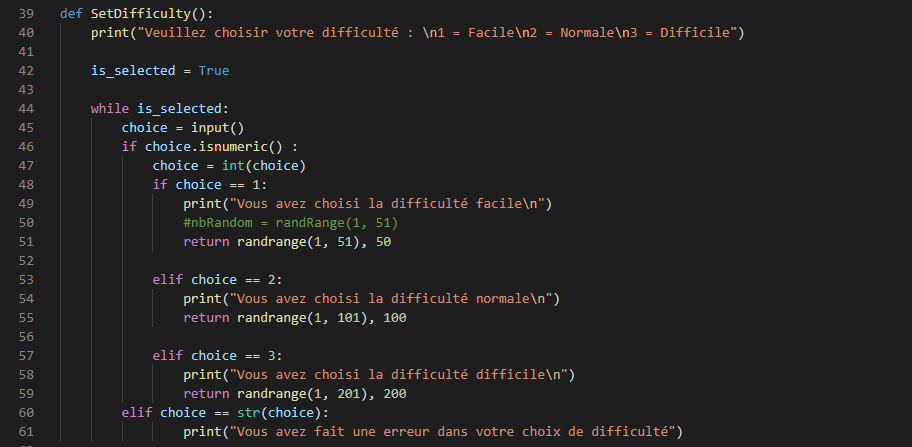 39 def SetDifficulty():
40 print("Veuillez choisir votre difficulté : \n1 = Facile\n2 = Normale\n3 = Difficile")
41
42 is_selected = True
43
44 while is_selected:
45 choice = input()
46 if choice.isnumeric() :
47 choice = int(choice)
48 if choice == 1:
49 print("Vous avez choisi la difficulté facile\n")
50 #nbRandom = randRange(1, 51)
51 return randrange(1, 51), 50
52
53 elif choice == 2:
54 print("Vous avez choisi la difficulté normale\n")
55 return randrange(1, 101), 100
56
57 elif choice == 3:
58 print("Vous avez choisi la difficulté difficile\n")
59 return randrange(1, 201), 200
60 elif choice == str(choice):
61 print("Vous avez fait une erreur dans votre choix de difficulté")